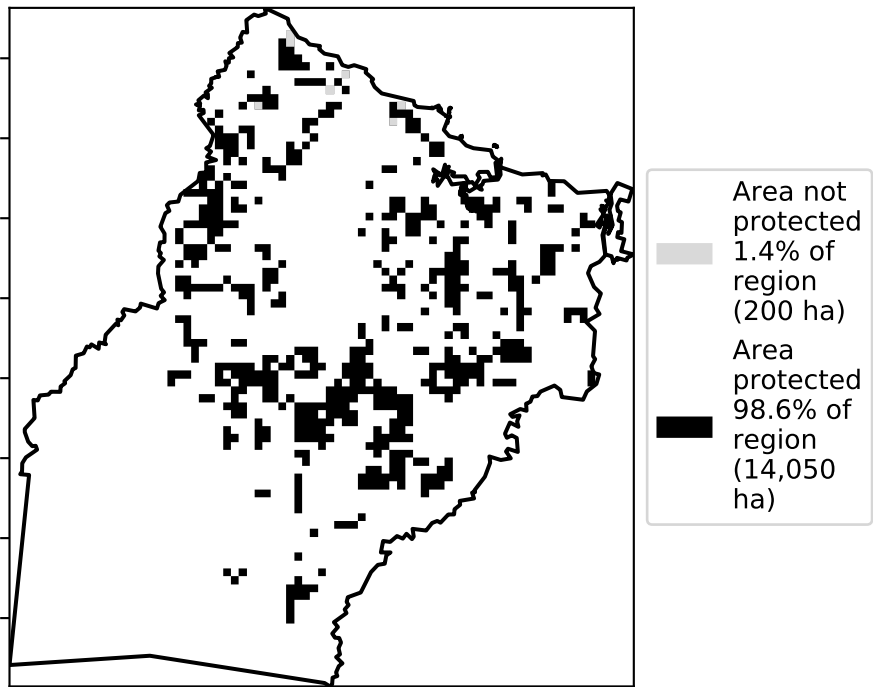 Area not
protected
1.4% of
region
(200 ha)
Area
protected
98.6% of
region
(14,050
ha)